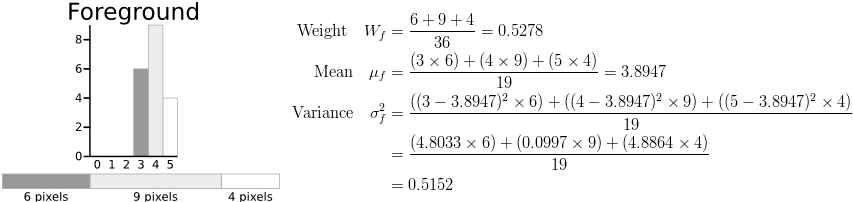 Foreground
8
6
4
2
0
0 1 2 3 4 5
6 pixels 9 pixels 4 pixels
Weight W_f = (6 + 9 + 4) / 36 = 0.5278
Mean μ_f = ((3 × 6) + (4 × 9) + (5 × 4)) / 19 = 3.8947
Variance σ_f^2 = (((3 − 3.8947)^2 × 6) + ((4 − 3.8947)^2 × 9) + ((5 − 3.8947)^2 × 4) / 19
= ((4.8033 × 6) + (0.0997 × 9) + (4.8864 × 4)) / 19
= 0.5152